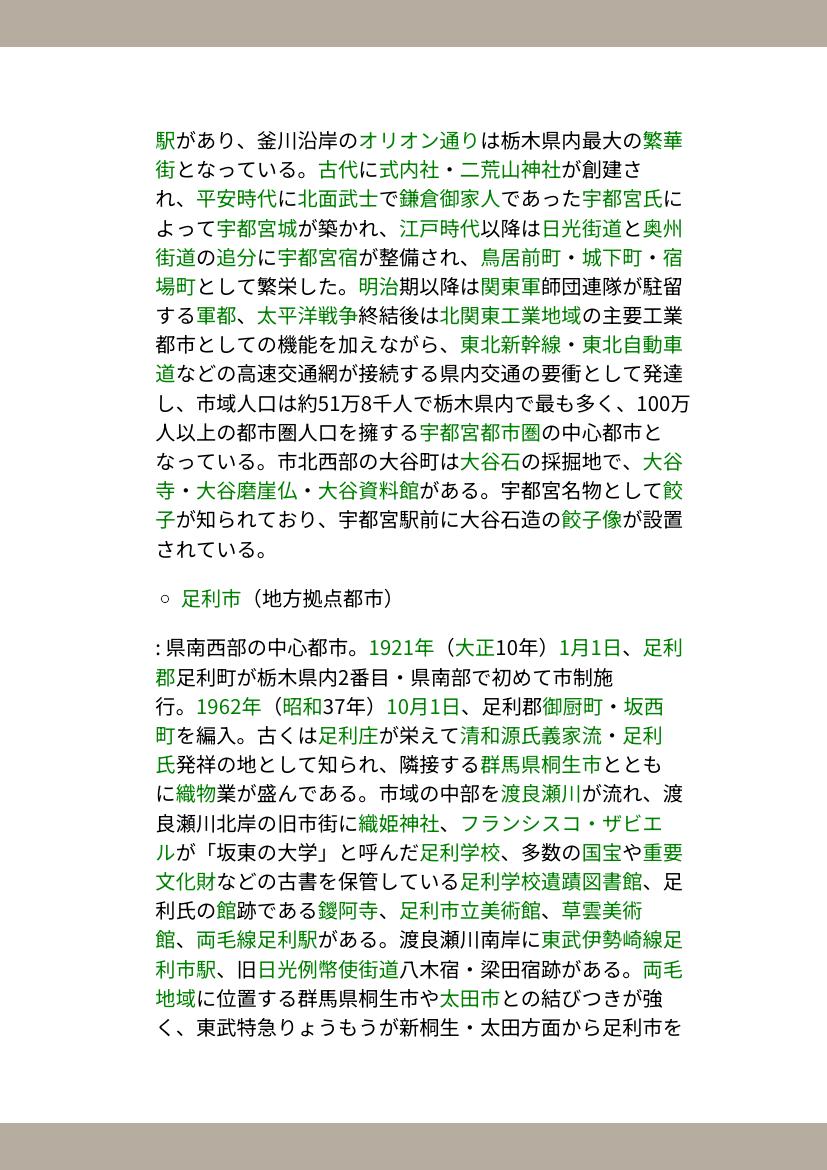 駅があり、釜川沿岸のオリオン通りは栃木県内最大の繁華
街となっている。古代に式内社・二荒山神社が創建さ
れ、平安時代に北面武士で鎌倉御家人であった宇都宮氏に
よって宇都宮城が築かれ、江戸時代以降は日光街道と奥州
街道の追分に宇都宮宿が整備され、鳥居前町・城下町・宿
場町として繁栄した。明治期以降は関東軍師団連隊が駐留
する軍都、太平洋戦争終結後は北関東工業地域の主要工業
都市としての機能を加えながら、東北新幹線・東北自動車
道などの高速交通網が接続する県内交通の要衝として発達
し、市域人口は約51万8千人で栃木県内で最も多く、100万
人以上の都市圏人口を擁する宇都宮都市圏の中心都市と
なっている。市北西部の大谷町は大谷石の採掘地で、大谷
寺・大谷磨崖仏・大谷資料館がある。宇都宮名物として餃
子が知られており、宇都宮駅前に大谷石造の餃子像が設置
されている。
○ 足利市（地方拠点都市）
: 県南西部の中心都市。1921年（大正10年）1月1日、足利
郡足利町が栃木県内2番目・県南部で初めて市制施
行。1962年（昭和37年）10月1日、足利郡御厨町・坂西
町を編入。古くは足利庄が栄えて清和源氏義家流・足利
氏発祥の地として知られ、隣接する群馬県桐生市ととも
に織物業が盛んである。市域の中部を渡良瀬川が流れ、渡
良瀬川北岸の旧市街に織姫神社、フランシスコ・ザビエ
ルが「坂東の大学」と呼んだ足利学校、多数の国宝や重要
文化財などの古書を保管している足利学校遺蹟図書館、足
利氏の館跡である鑁阿寺、足利市立美術館、草雲美術
館、両毛線足利駅がある。渡良瀬川南岸に東武伊勢崎線足
利市駅、旧日光例幣使街道八木宿・梁田宿跡がある。両毛
地域に位置する群馬県桐生市や太田市との結びつきが強
く、東武特急りょうもうが新桐生・太田方面から足利市を